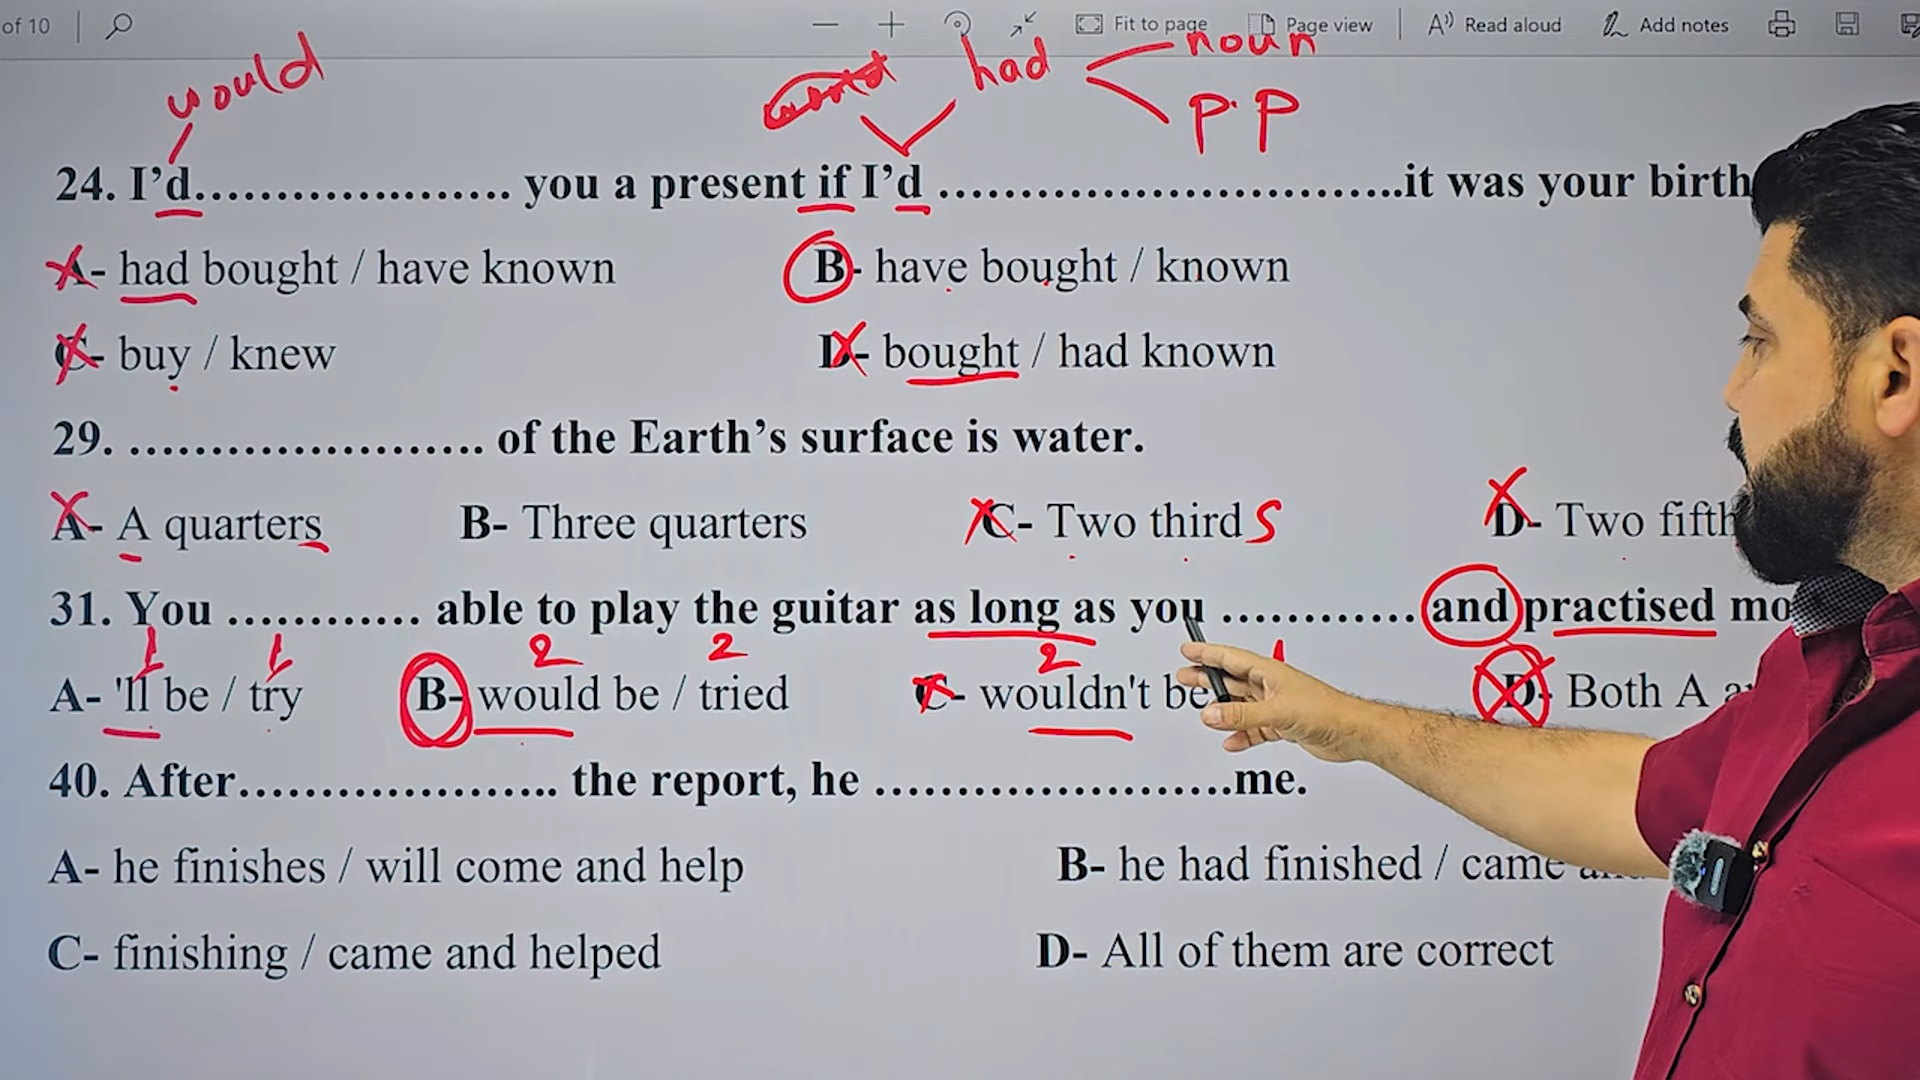 of 10 Fit to page Page view Read aloud Add notes
would had noun
p.p
24. I’d…………………. you a present if I’d ……………………….it was your birth
A- had bought / have known B- have bought / known
C- buy / knew D- bought / had known
29. …………………. of the Earth’s surface is water.
A- A quarters B- Three quarters C- Two third s D- Two fifth
31. You ………… able to play the guitar as long as you ………… and practised mo
1 1 2 2 2 1
A- 'll be / try B- would be / tried C- wouldn't be D- Both A
40. After……………….. the report, he ………………….me.
A- he finishes / will come and help B- he had finished / came
C- finishing / came and helped D- All of them are correct